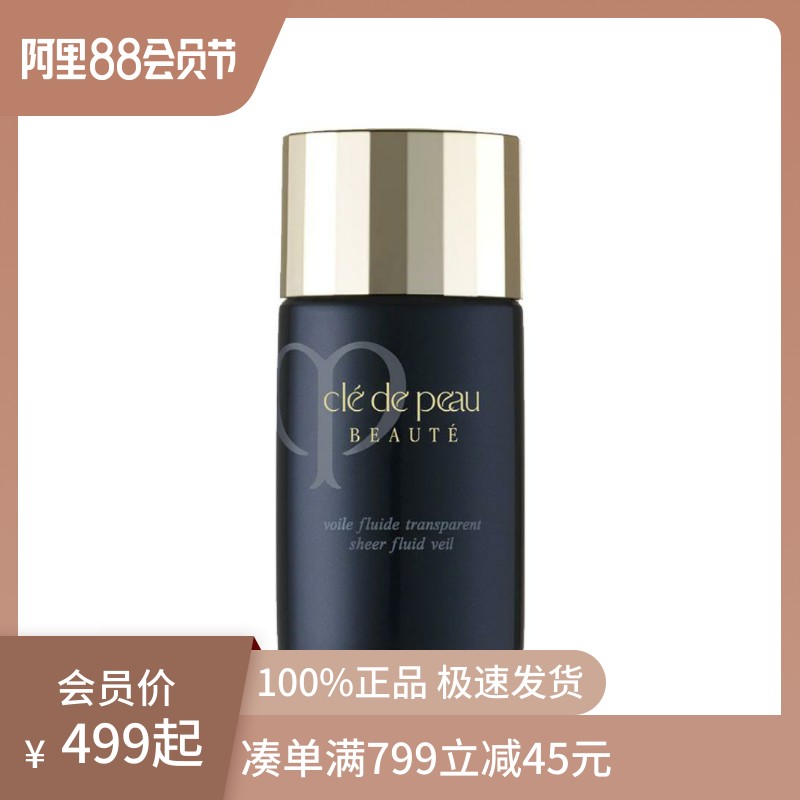 阿里88会员节
clé de peau
BEAUTÉ
voile fluide transparent
sheer fluid veil
100%正品 极速发货
会员价
¥ 499起
凑单满799立减45元